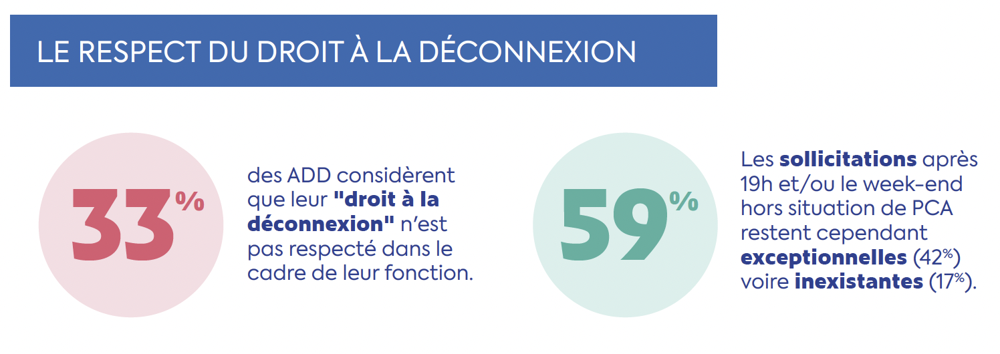 LE RESPECT DU DROIT À LA DÉCONNEXION
33%
des ADD considèrent
que leur "droit à la
déconnexion" n’est
pas respecté dans le
cadre de leur fonction.
59%
Les sollicitations après
19h et/ou le week-end
hors situation de PCA
restent cependant
exceptionnelles (42%)
voire inexistantes (17%).